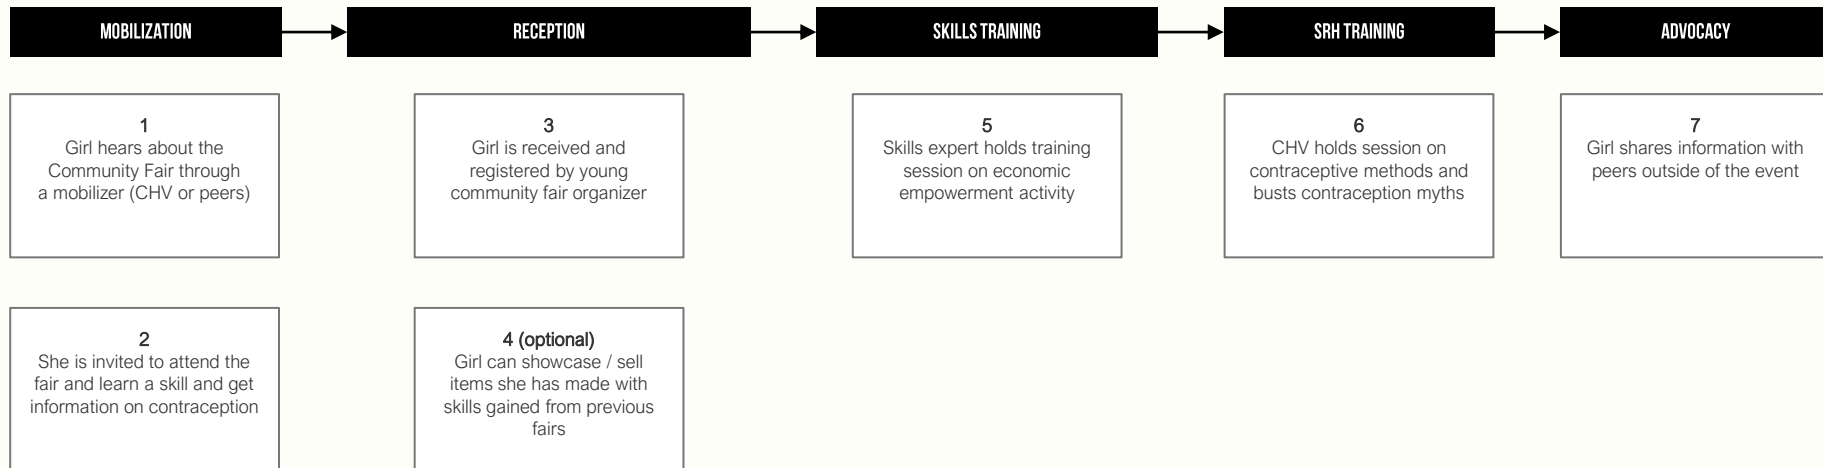 MOBILIZATION
RECEPTION
SKILLS TRAINING
SRH TRAINING
ADVOCACY
1
Girl hears about the
Community Fair through
a mobilizer (CHV or peers)
2
She is invited to attend the
fair and learn a skill and get
information on contraception
3
Girl is received and
registered by young
community fair organizer
4 (optional)
Girl can showcase / sell
items she has made with
skills gained from previous
fairs
5
Skills expert holds training
session on economic
empowerment activity
6
CHV holds session on
contraceptive methods and
busts contraception myths
7
Girl shares information with
peers outside of the event